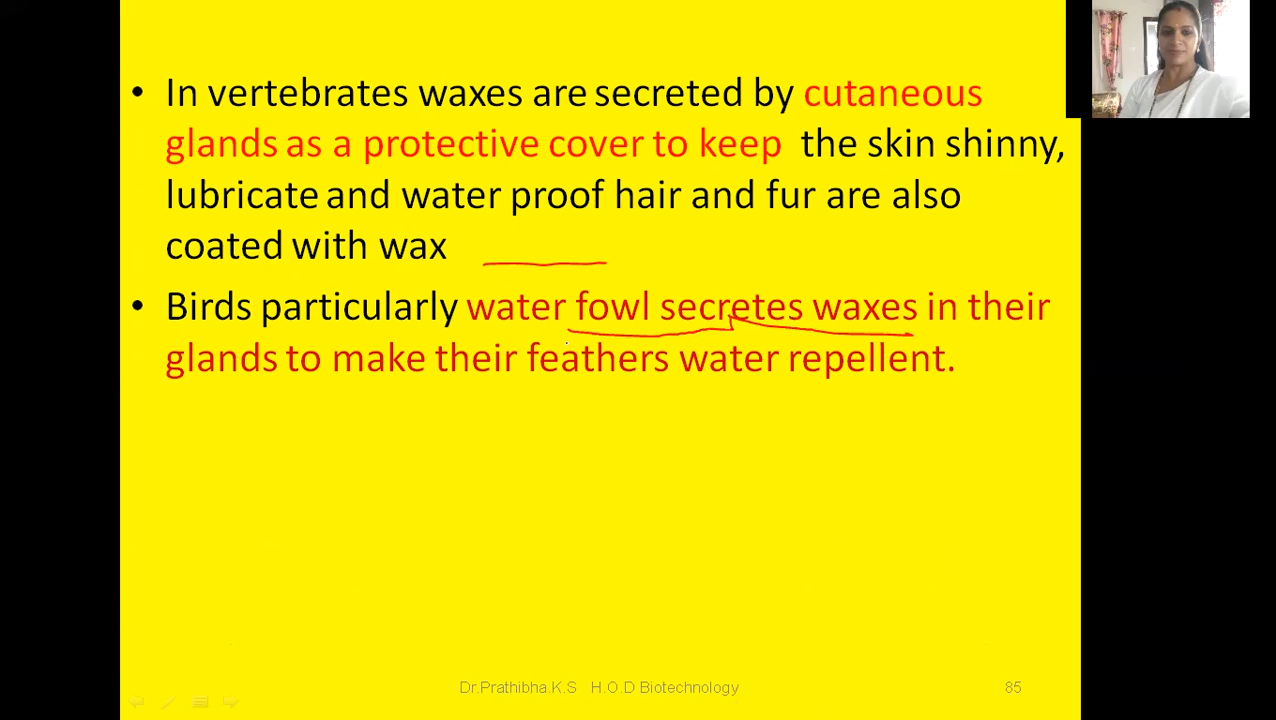 • In vertebrates waxes are secreted by cutaneous
glands as a protective cover to keep the skin shinny,
lubricate and water proof hair and fur are also
coated with wax
• Birds particularly water fowl secretes waxes in their
glands to make their feathers water repellent.
Dr.Prathibha.K.S H.O.D Biotechnology 85